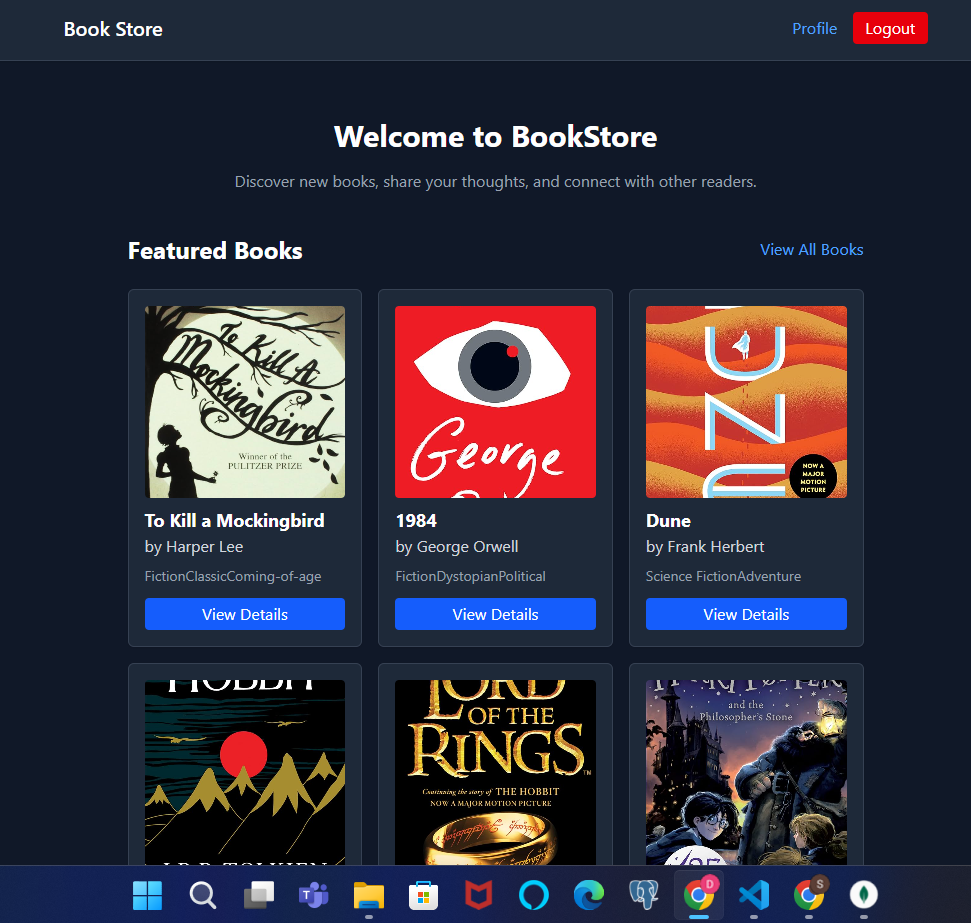 Book Store
Profile
Logout
Welcome to BookStore
Discover new books, share your thoughts, and connect with other readers.
Featured Books
View All Books
To Kill A
Mockingbird
Winner of the
PULITZER PRIZE
George
DUN
NOW A
MAJOR
MOTION
PICTURE
To Kill a Mockingbird
1984
Dune
by Harper Lee
by George Orwell
by Frank Herbert
FictionClassicComing-of-age
FictionDystopianPolitical
Science FictionAdventure
View Details
View Details
View Details
HOBBIT
J.R.R. TOLKIEN
LORD
OF THE
RINGS™
Continuing the story of THE HOBBIT
NOW A MAJOR MOTION PICTURE
and the
Philosopher's Stone
D
S